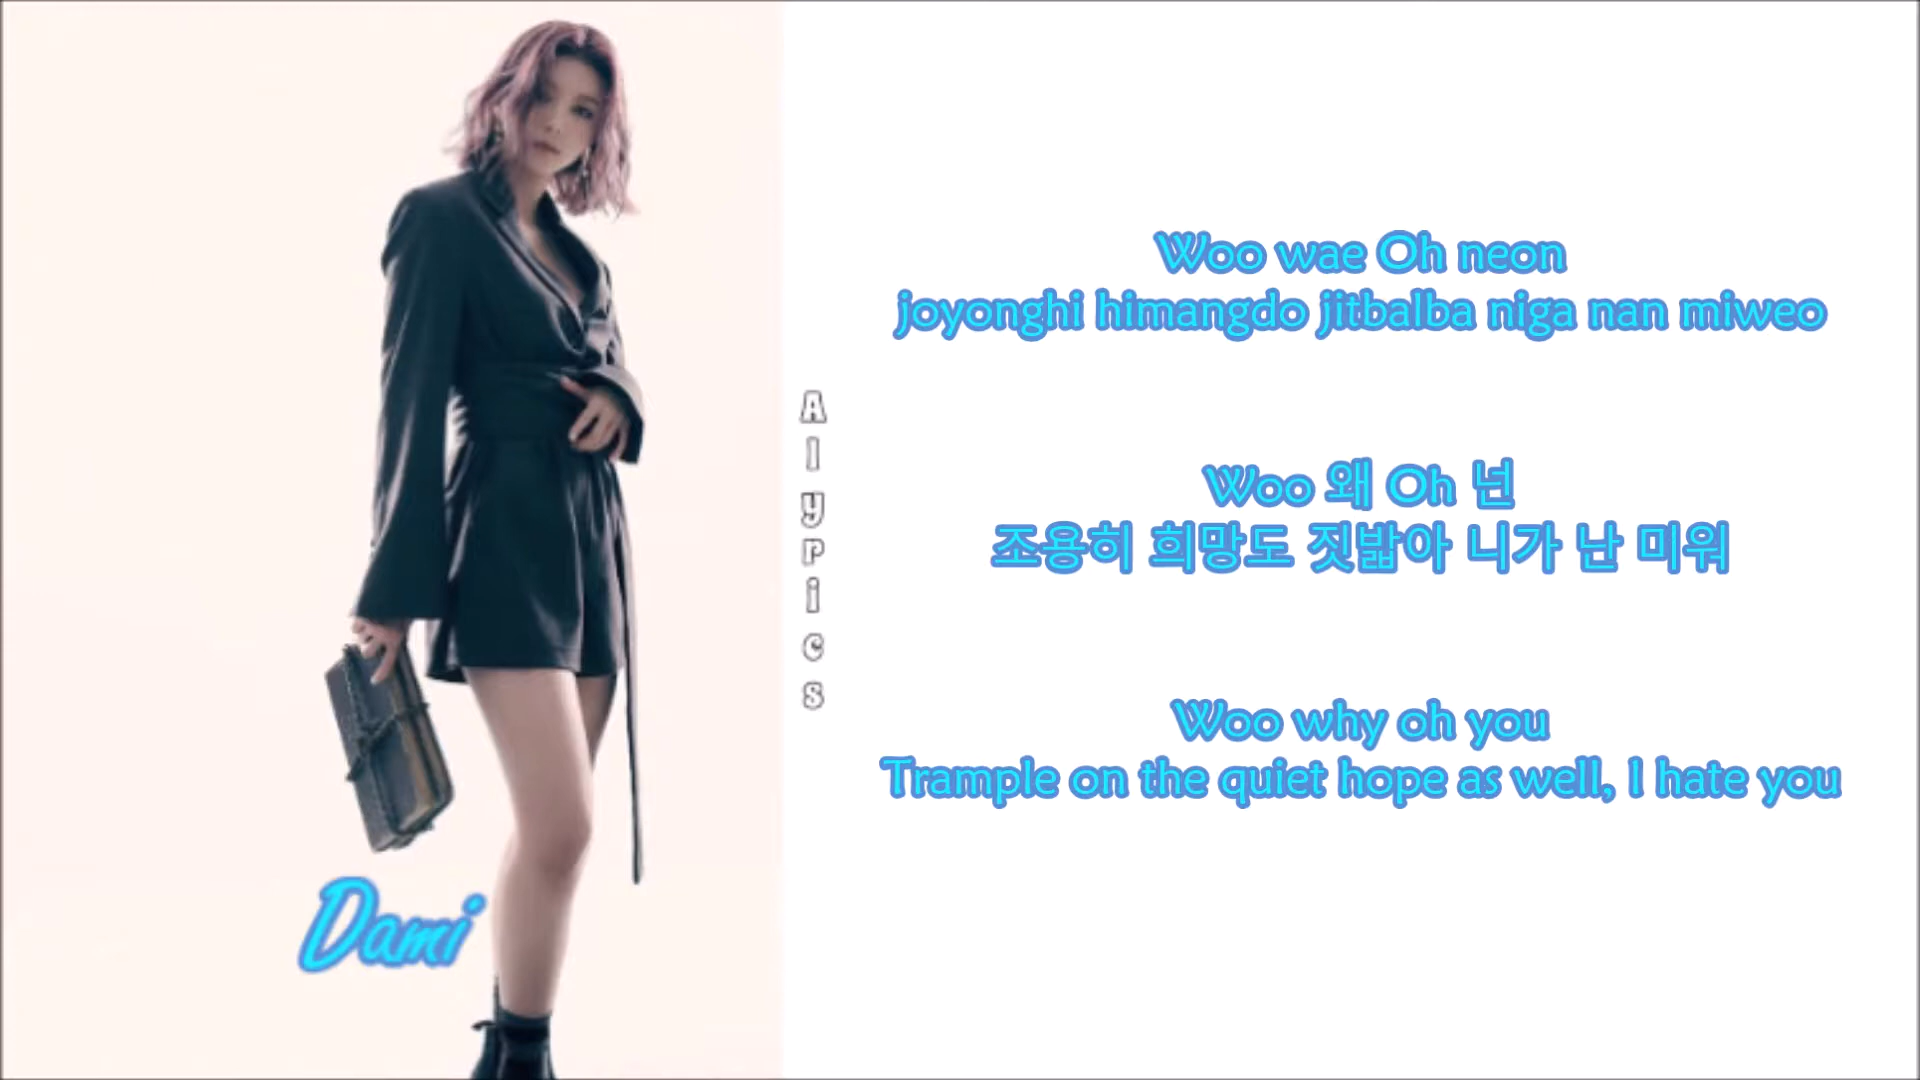 Woo wae Oh neon
joyonghi himangdo jitbalba niga nan miweo
Alyrics
Woo 왜 Oh 넌
조용히 희망도 짓밟아 니가 난 미워
Woo why oh you
Trample on the quiet hope as well, I hate you
Dami